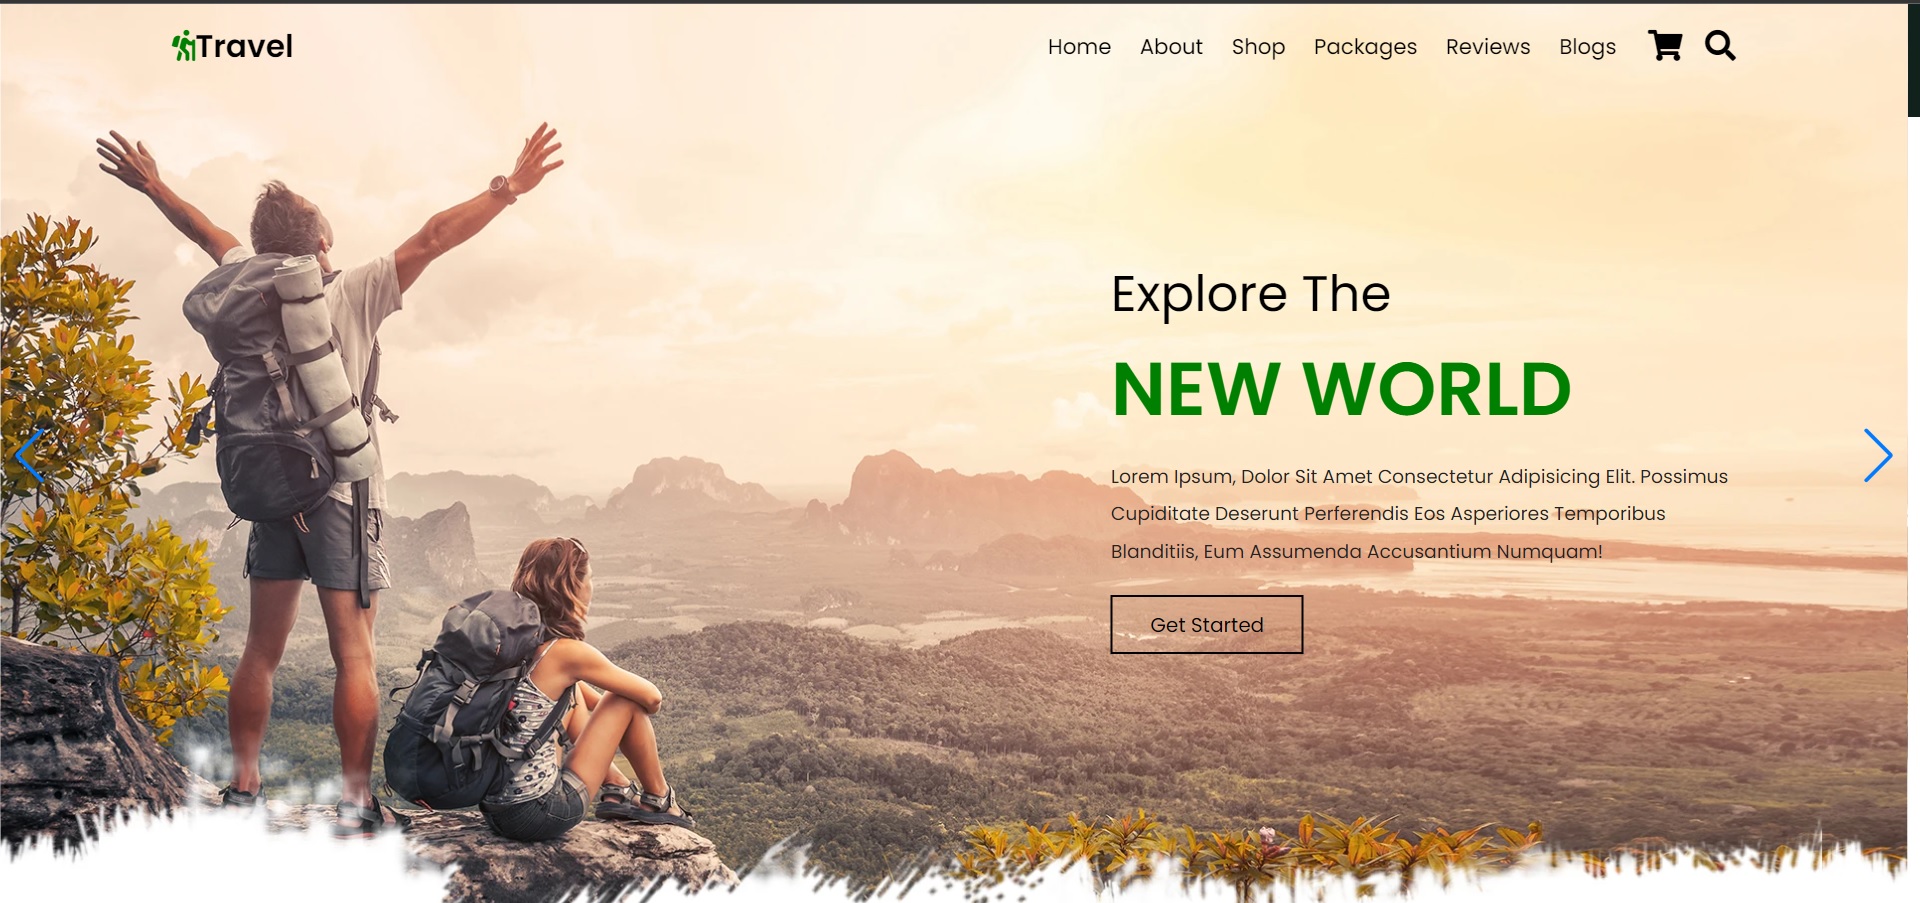 Travel
Home About Shop Packages Reviews Blogs
Explore The
NEW WORLD
Lorem Ipsum, Dolor Sit Amet Consectetur Adipisicing Elit. Possimus
Cupiditate Deserunt Perferendis Eos Asperiores Temporibus
Blanditiis, Eum Assumenda Accusantium Numquam!
Get Started